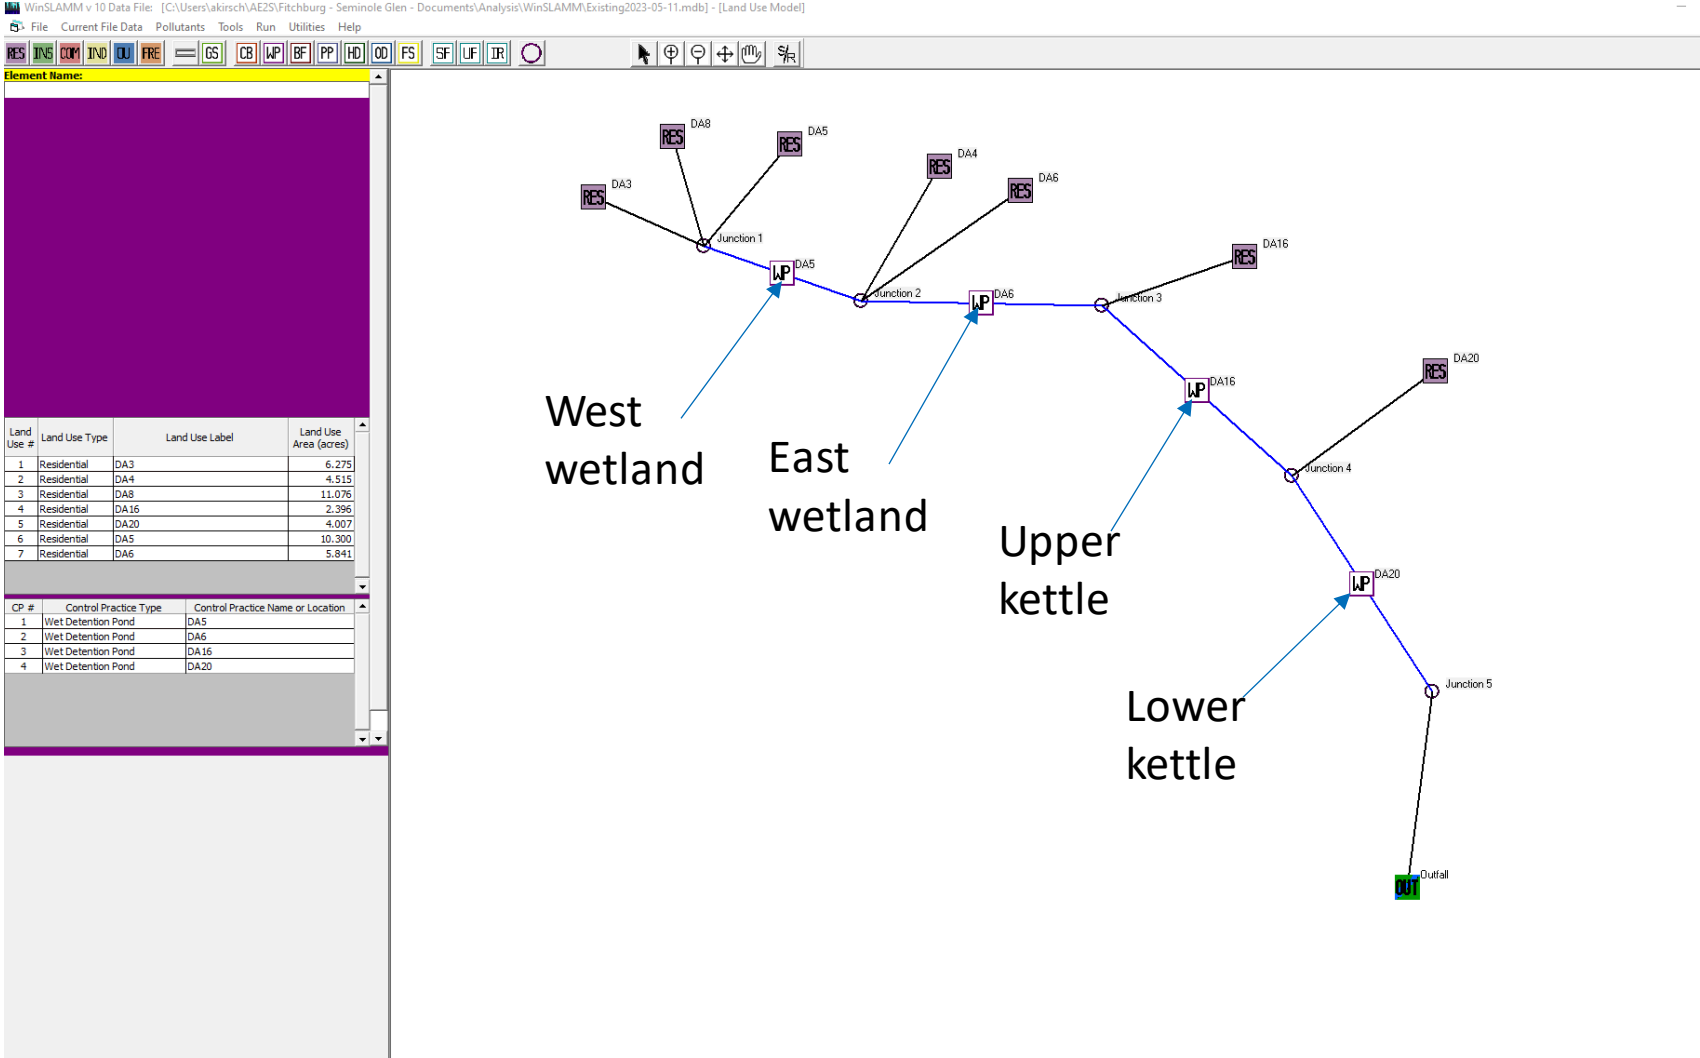 WinSLAMM v 10 Data File: [C:\Users\akirsch\AE2S\Fitchburg - Seminole Glen - Documents\Analysis\WinSLAMM\Existing2023-05-11.mdb] - [Land Use Model]
File Current File Data Pollutants Tools Run Utilities Help
RES INS COM IND OU FRE GS CB WP BF PP HD OD FS SF UF IR
Element Name:
Land Use # Land Use Type Land Use Label Land Use Area (acres)
1 Residential DA3 6.275
2 Residential DA4 4.515
3 Residential DA8 11.076
4 Residential DA16 2.396
5 Residential DA20 4.007
6 Residential DA5 10.300
7 Residential DA6 5.841
CP # Control Practice Type Control Practice Name or Location
1 Wet Detention Pond DA5
2 Wet Detention Pond DA6
3 Wet Detention Pond DA16
4 Wet Detention Pond DA20
RES DA8
RES DA5
RES DA3
RES DA4
RES DA6
Junction 1
WP DA5
Junction 2
WP DA6
Junction 3
RES DA16
WP DA16
RES DA20
Junction 4
WP DA20
Junction 5
OUT Outfall
West
wetland
East
wetland
Upper
kettle
Lower
kettle